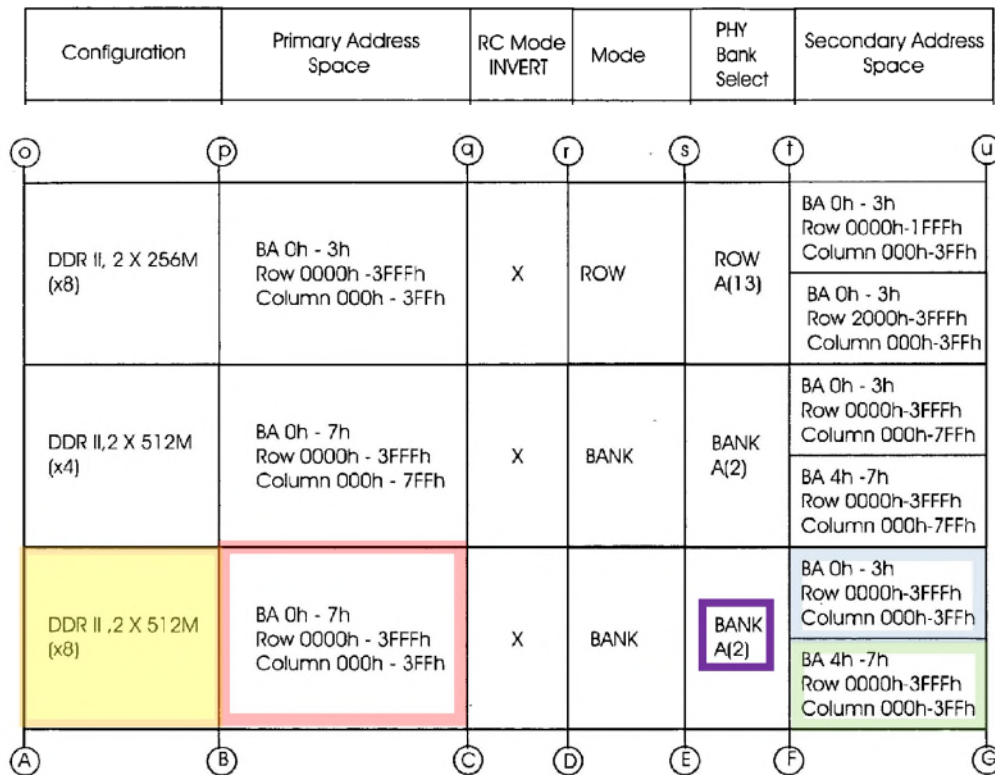 Configuration
Primary Address
Space
RC Mode
INVERT
Mode
PHY
Bank
Select
Secondary Address
Space
o p q r s t u
DDR II, 2 X 256M
(x8)
BA 0h - 3h
Row 0000h -3FFFh
Column 000h - 3FFh
X
ROW
ROW
A(13)
BA 0h - 3h
Row 0000h-1FFFh
Column 000h-3FFh
BA 0h - 3h
Row 2000h-3FFFh
Column 000h-3FFh
DDR II,2 X 512M
(x4)
BA 0h - 7h
Row 0000h - 3FFFh
Column 000h - 7FFh
X
BANK
BANK
A(2)
BA 0h - 3h
Row 0000h-3FFFh
Column 000h-7FFh
BA 4h -7h
Row 0000h-3FFFh
Column 000h-7FFh
DDR II ,2 X 512M
(x8)
BA 0h - 7h
Row 0000h - 3FFFh
Column 000h - 3FFh
X
BANK
BANK
A(2)
BA 0h - 3h
Row 0000h-3FFFh
Column 000h-3FFh
BA 4h -7h
Row 0000h-3FFFh
Column 000h-3FFh
A B C D E F G